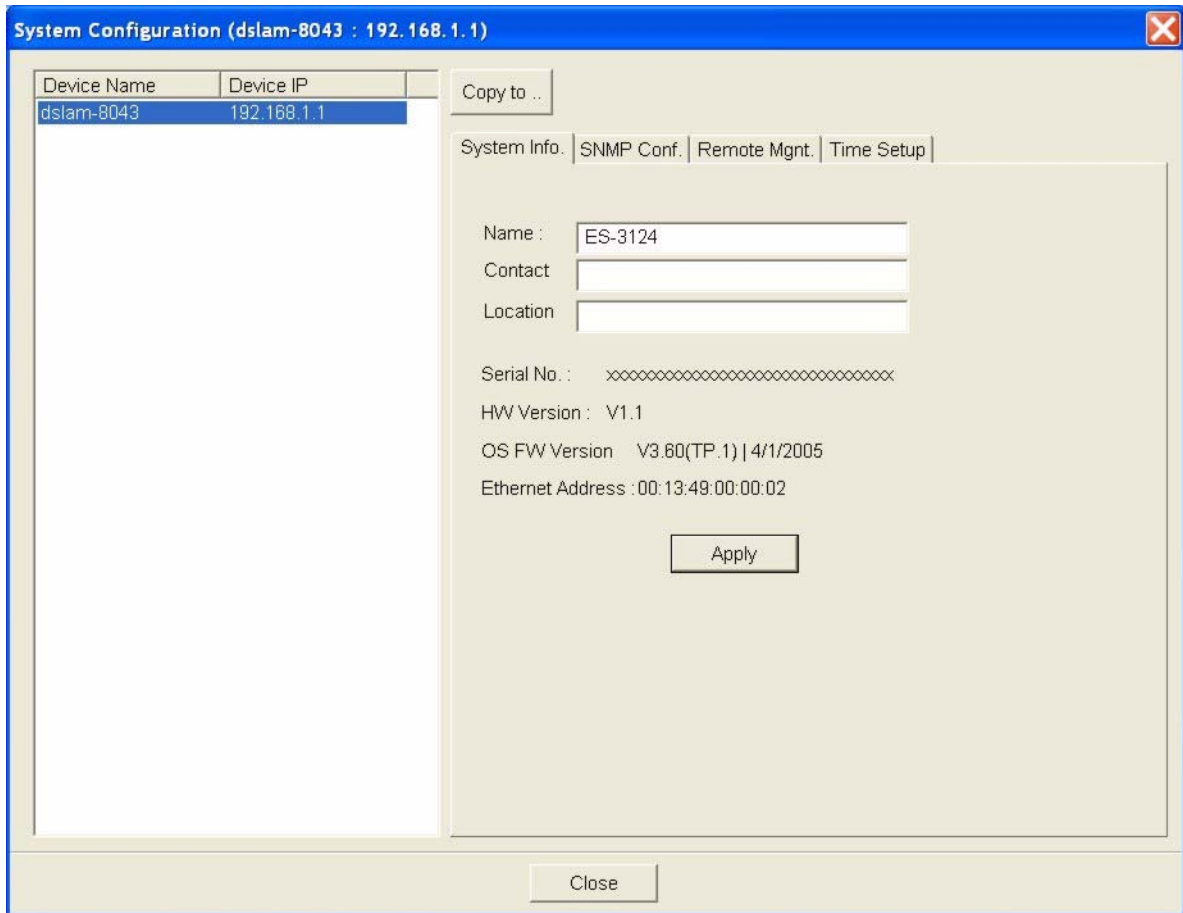 System Configuration (dslam-8043 : 192.168.1.1)
Device Name Device IP
dslam-8043 192.168.1.1
Copy to ..
System Info. SNMP Conf. Remote Mgnt. Time Setup
Name : ES-3124
Contact
Location
Serial No. : xxxxxxxxxxxxxxxxxxxxxxxxxxxxxxxx
HW Version : V1.1
OS FW Version V3.60(TP.1) | 4/1/2005
Ethernet Address : 00:13:49:00:00:02
Apply
Close